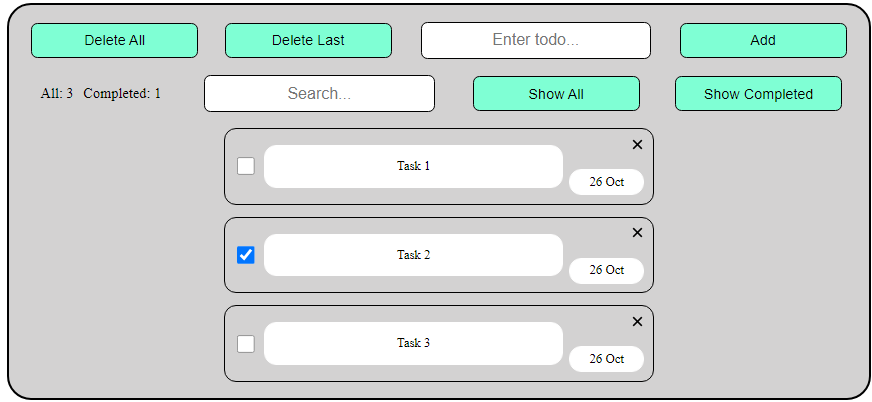 Delete All Delete Last Enter todo... Add
All: 3 Completed: 1 Search... Show All Show Completed
×
Task 1
26 Oct
×
Task 2
26 Oct
×
Task 3
26 Oct